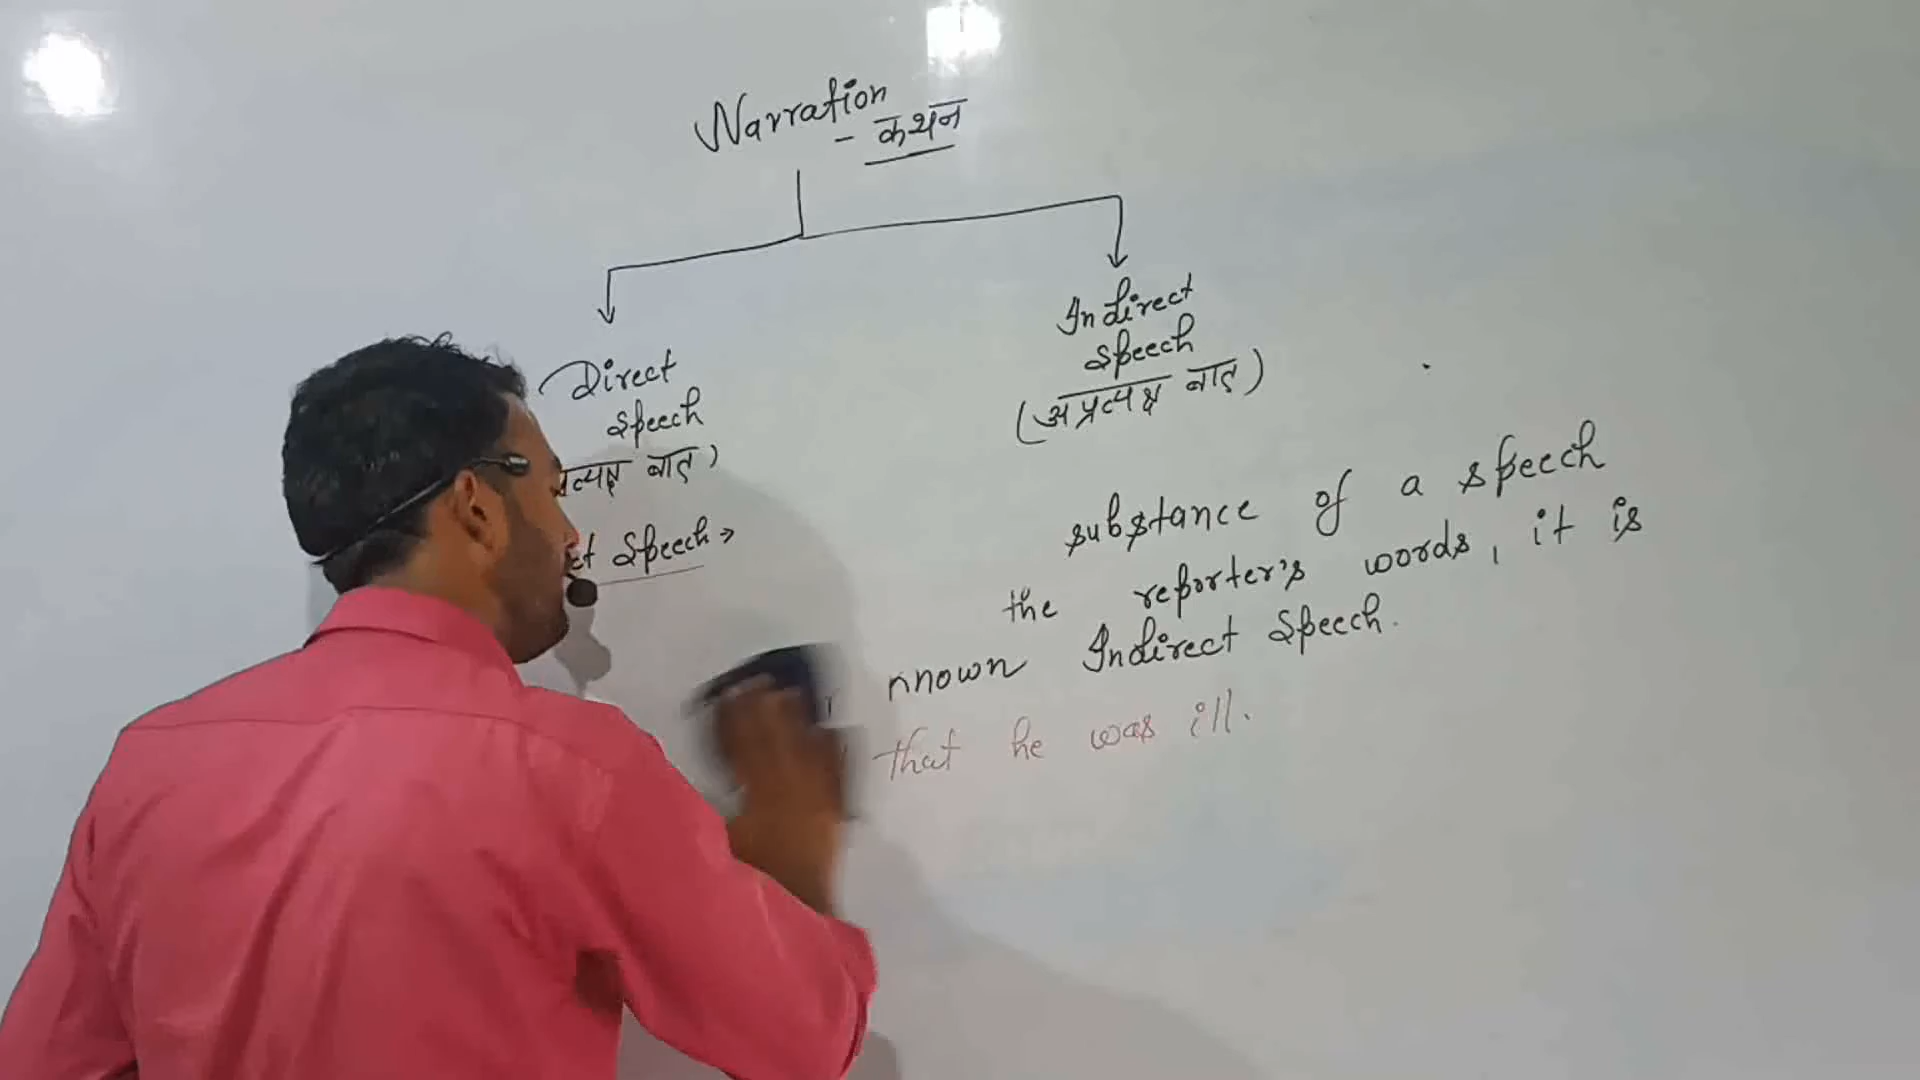 Narration
- कथन
Direct
Speech
बात)
Indirect
Speech
(अप्रत्यक्ष बात)
Speech →
substance of a speech
the reporter's words, it is
known Indirect Speech.
that he was ill.